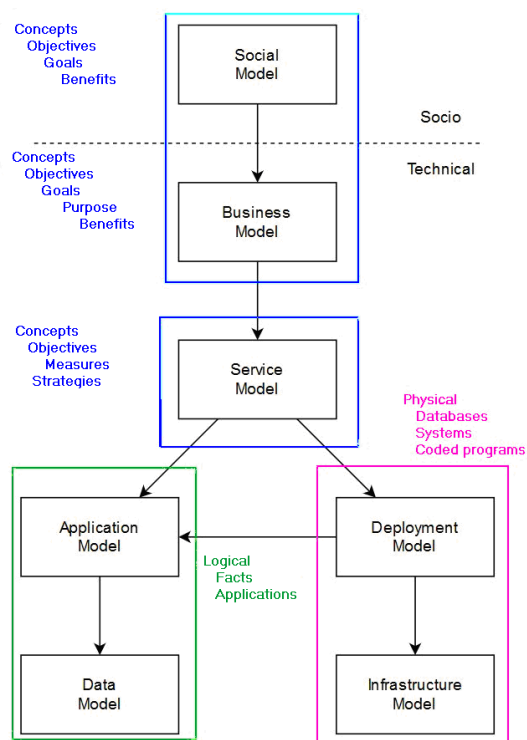 Concepts
Objectives
Goals
Benefits
Social
Model
Socio
Technical
Concepts
Objectives
Goals
Purpose
Benefits
Business
Model
Concepts
Objectives
Measures
Strategies
Service
Model
Physical
Databases
Systems
Coded programs
Application
Model
Deployment
Model
Logical
Facts
Applications
Data
Model
Infrastructure
Model